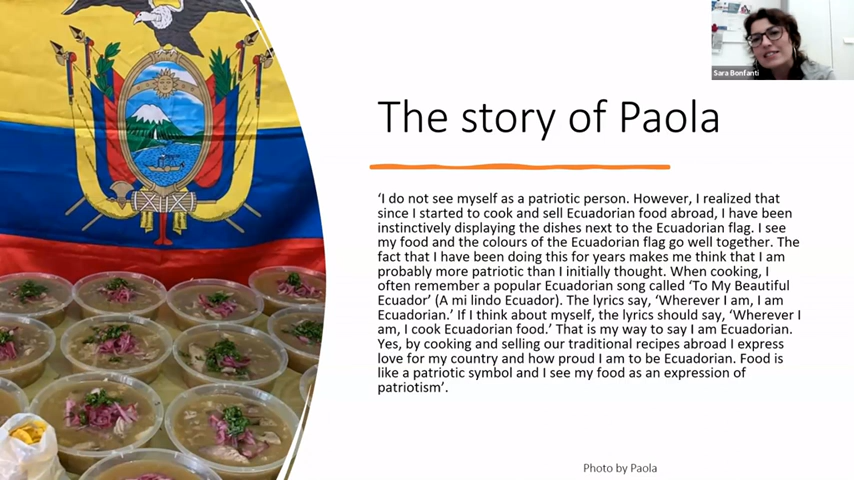 Sara Bonfanti
The story of Paola
‘I do not see myself as a patriotic person. However, I realized that
since I started to cook and sell Ecuadorian food abroad, I have been
instinctively displaying the dishes next to the Ecuadorian flag. I see
my food and the colours of the Ecuadorian flag go well together. The
fact that I have been doing this for years makes me think that I am
probably more patriotic than I initially thought. When cooking, I
often remember a popular Ecuadorian song called ‘To My Beautiful
Ecuador’ (A mi lindo Ecuador). The lyrics say, ‘Wherever I am, I am
Ecuadorian.’ If I think about myself, the lyrics should say, ‘Wherever I
am, I cook Ecuadorian food.’ That is my way to say I am Ecuadorian.
Yes, by cooking and selling our traditional recipes abroad I express
love for my country and how proud I am to be Ecuadorian. Food is
like a patriotic symbol and I see my food as an expression of
patriotism’.
Photo by Paola